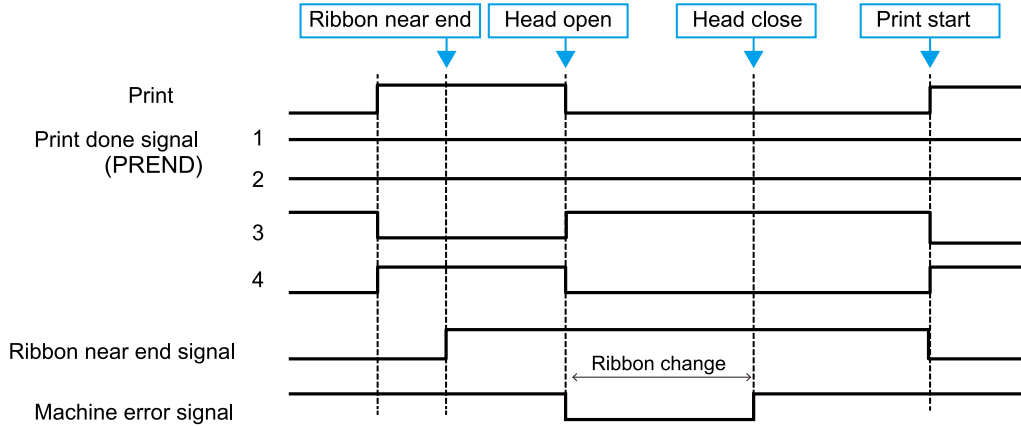 Ribbon near end
Head open
Head close
Print start
Print
Print done signal
(PREND)
1
2
3
4
Ribbon near end signal
Ribbon change
Machine error signal